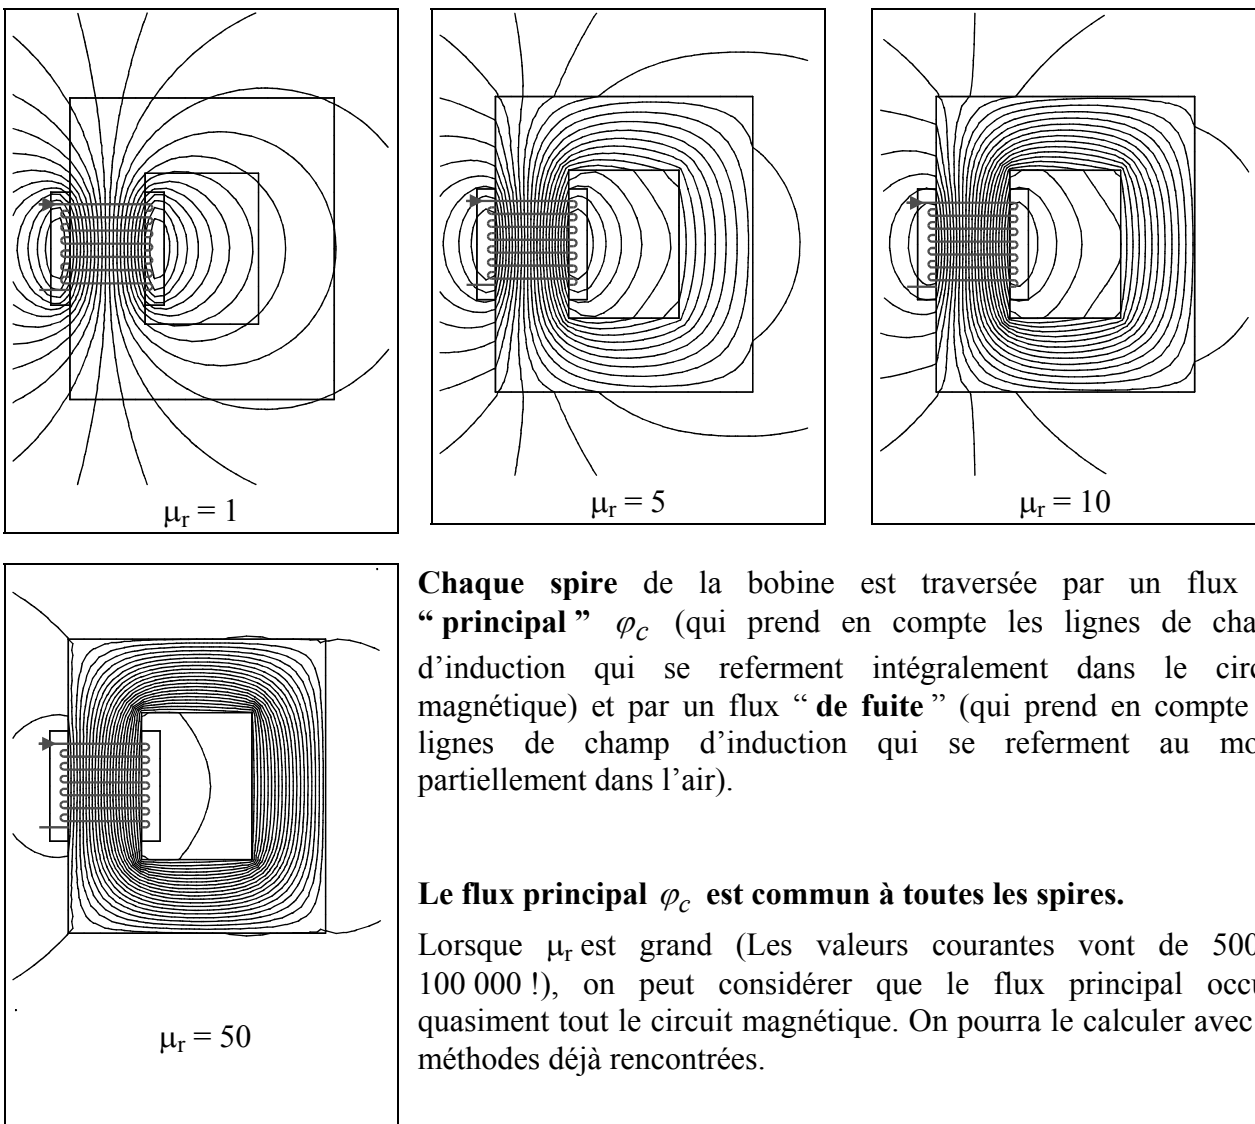 μr = 1
μr = 5
μr = 10
Chaque spire de la bobine est traversée par un flux
“ principal ” φc (qui prend en compte les lignes de cha
d’induction qui se referment intégralement dans le circ
magnétique) et par un flux “ de fuite ” (qui prend en compte
lignes de champ d’induction qui se referment au mo
partiellement dans l’air).
Le flux principal φc est commun à toutes les spires.
Lorsque μr est grand (Les valeurs courantes vont de 500
100 000 !), on peut considérer que le flux principal occu
quasiment tout le circuit magnétique. On pourra le calculer avec
méthodes déjà rencontrées.
μr = 50